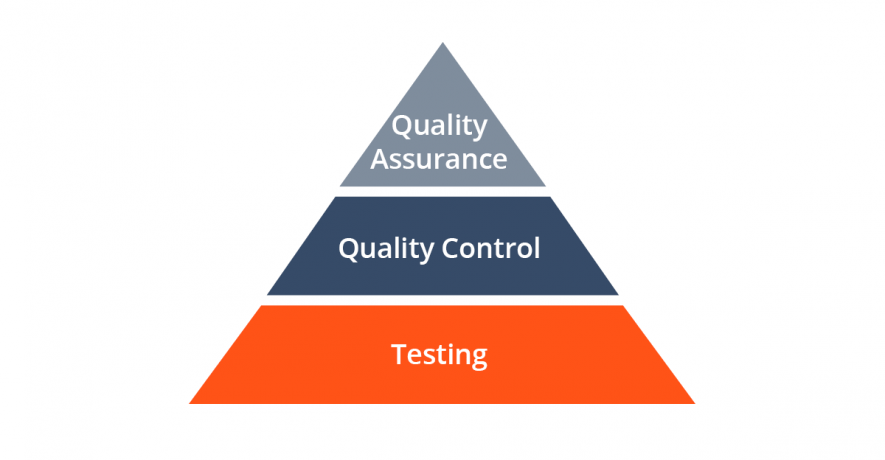 Quality
Assurance
Quality Control
Testing